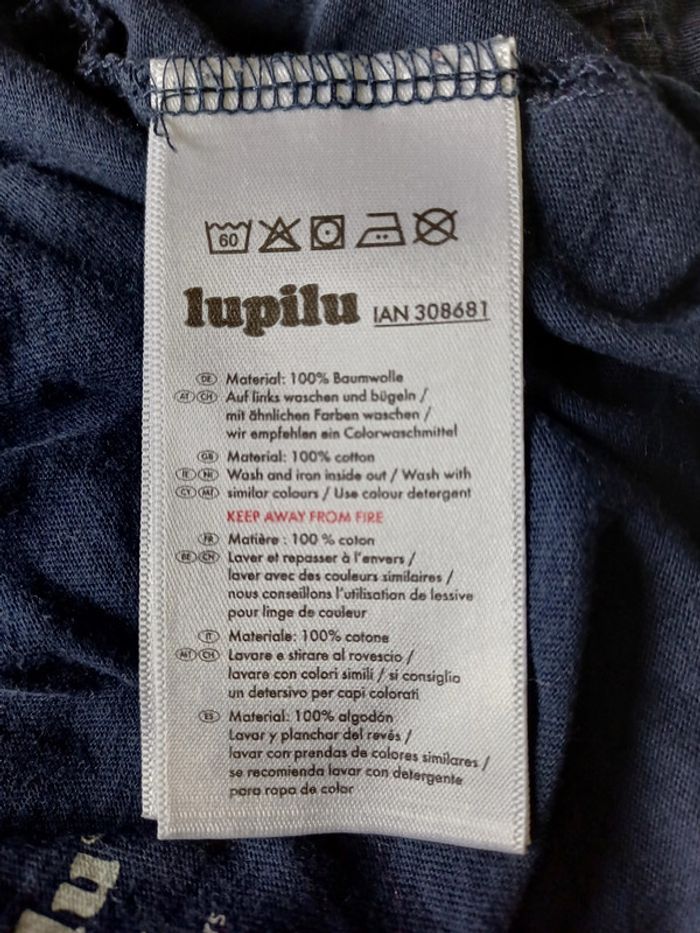 60
lupilu IAN 308681
DE Material: 100% Baumwolle
AT CH Auf links waschen und bügeln /
mit ähnlichen Farben waschen /
wir empfehlen ein Colorwaschmittel
GB Material: 100% cotton
IE NI Wash and iron inside out / Wash with
CY MT similar colours / Use colour detergent
KEEP AWAY FROM FIRE
FR Matière : 100 % coton
BE CH Laver et repasser à l'envers /
laver avec des couleurs similaires /
nous conseillons l'utilisation de lessive
pour linge de couleur
IT Materiale: 100% cotone
MT CH Lavare e stirare al rovescio /
lavare con colori simili / si consiglia
un detersivo per capi colorati
ES Material: 100% algodón
Lavar y planchar del revés /
lavar con prendas de colores similares /
se recomienda lavar con detergente
para ropa de color